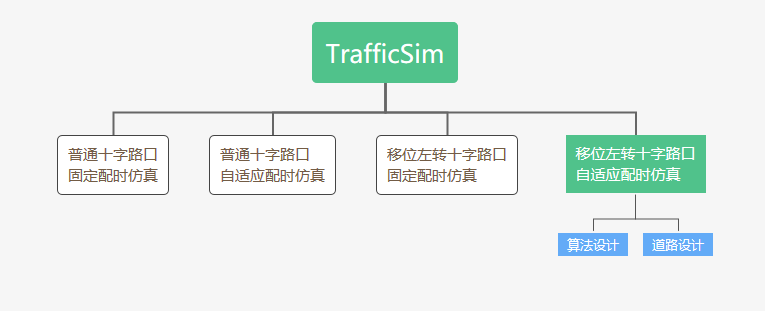 TrafficSim
普通十字路口
固定配时仿真
普通十字路口
自适应配时仿真
移位左转十字路口
固定配时仿真
移位左转十字路口
自适应配时仿真
算法设计
道路设计